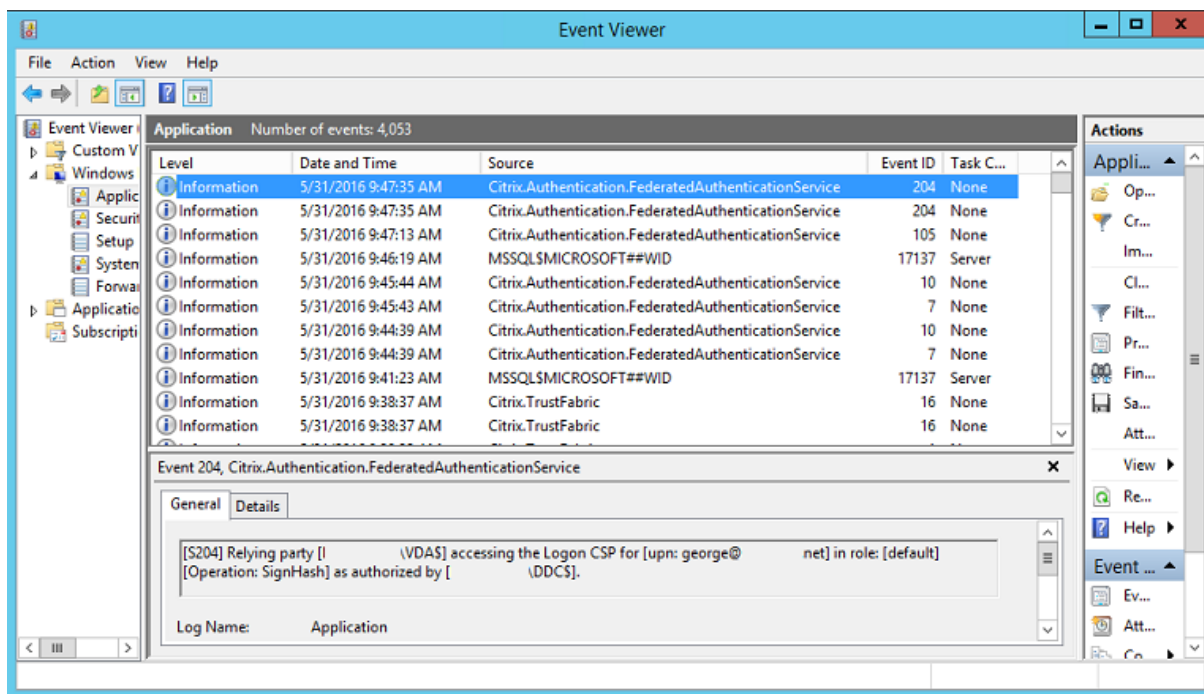 Event Viewer
File Action View Help
Event Viewer
Custom V
Windows
Applic
Securit
Setup
System
Forwar
Applicatio
Subscripti
Application Number of events: 4,053
Level Date and Time Source Event ID Task C...
Information 5/31/2016 9:47:35 AM Citrix.Authentication.FederatedAuthenticationService 204 None
Information 5/31/2016 9:47:35 AM Citrix.Authentication.FederatedAuthenticationService 204 None
Information 5/31/2016 9:47:13 AM Citrix.Authentication.FederatedAuthenticationService 105 None
Information 5/31/2016 9:46:19 AM MSSQL$MICROSOFT##WID 17137 Server
Information 5/31/2016 9:45:44 AM Citrix.Authentication.FederatedAuthenticationService 10 None
Information 5/31/2016 9:45:43 AM Citrix.Authentication.FederatedAuthenticationService 7 None
Information 5/31/2016 9:44:39 AM Citrix.Authentication.FederatedAuthenticationService 10 None
Information 5/31/2016 9:44:39 AM Citrix.Authentication.FederatedAuthenticationService 7 None
Information 5/31/2016 9:41:23 AM MSSQL$MICROSOFT##WID 17137 Server
Information 5/31/2016 9:38:37 AM Citrix.TrustFabric 16 None
Information 5/31/2016 9:38:37 AM Citrix.TrustFabric 16 None
Event 204, Citrix.Authentication.FederatedAuthenticationService
General Details
[S204] Relying party [ \VDA$] accessing the Logon CSP for [upn: george@ net] in role: [default]
[Operation: SignHash] as authorized by [ \DDC$].
Log Name: Application
Actions
Appli...
Op...
Cr...
Im...
Cl...
Filt...
Pr...
Fin...
Sa...
Att...
View
Re...
Help
Event ...
Ev...
Att...
Co...